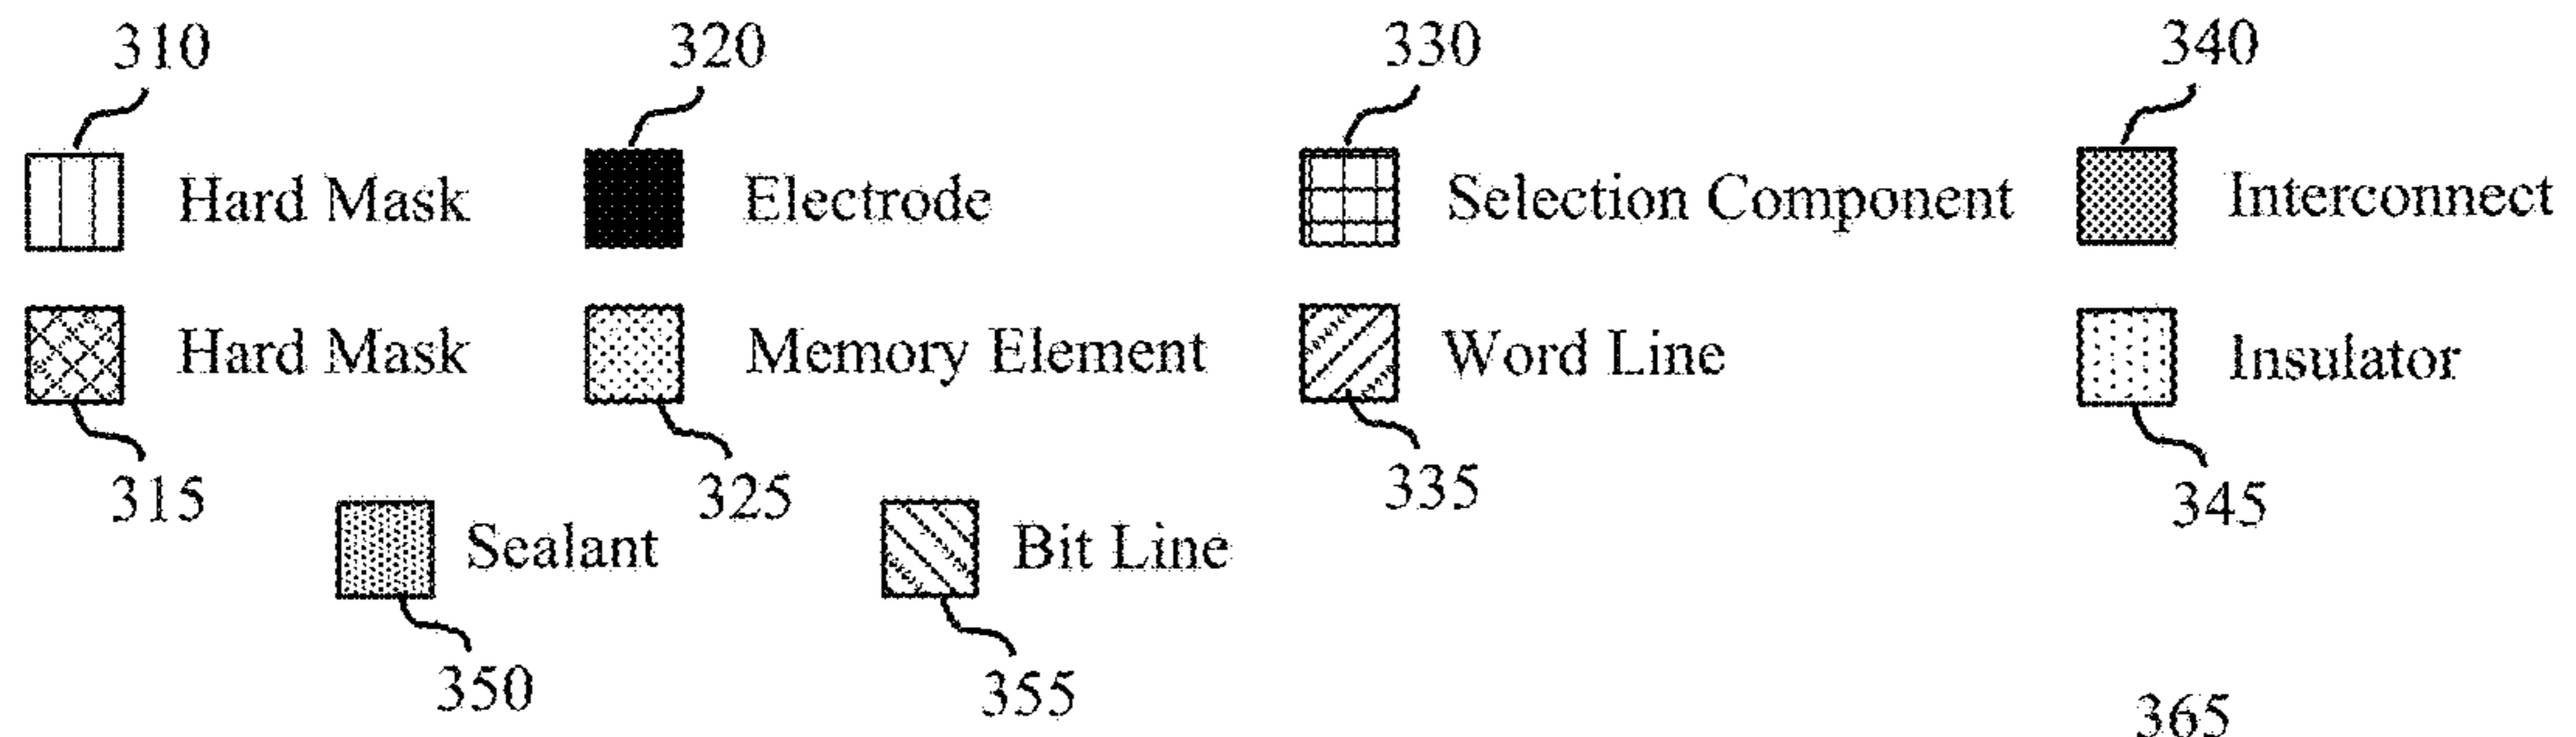 310 320 330 340
Hard Mask Electrode Selection Component Interconnect
Hard Mask Memory Element Word Line Insulator
315 325 335 345
Sealant Bit Line
350 355
365